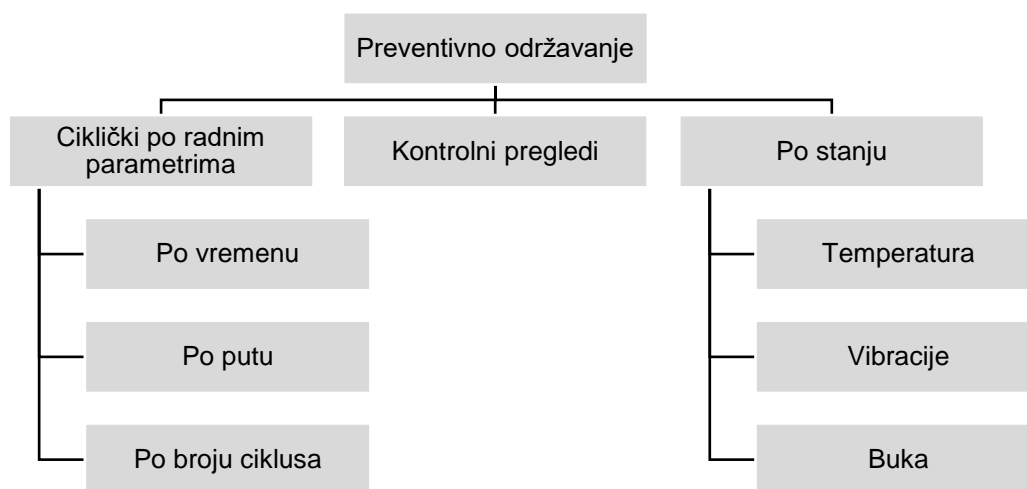 Preventivno održavanje
Ciklički po radnim
parametrima
Kontrolni pregledi
Po stanju
Po vremenu
Po putu
Po broju ciklusa
Temperatura
Vibracije
Buka